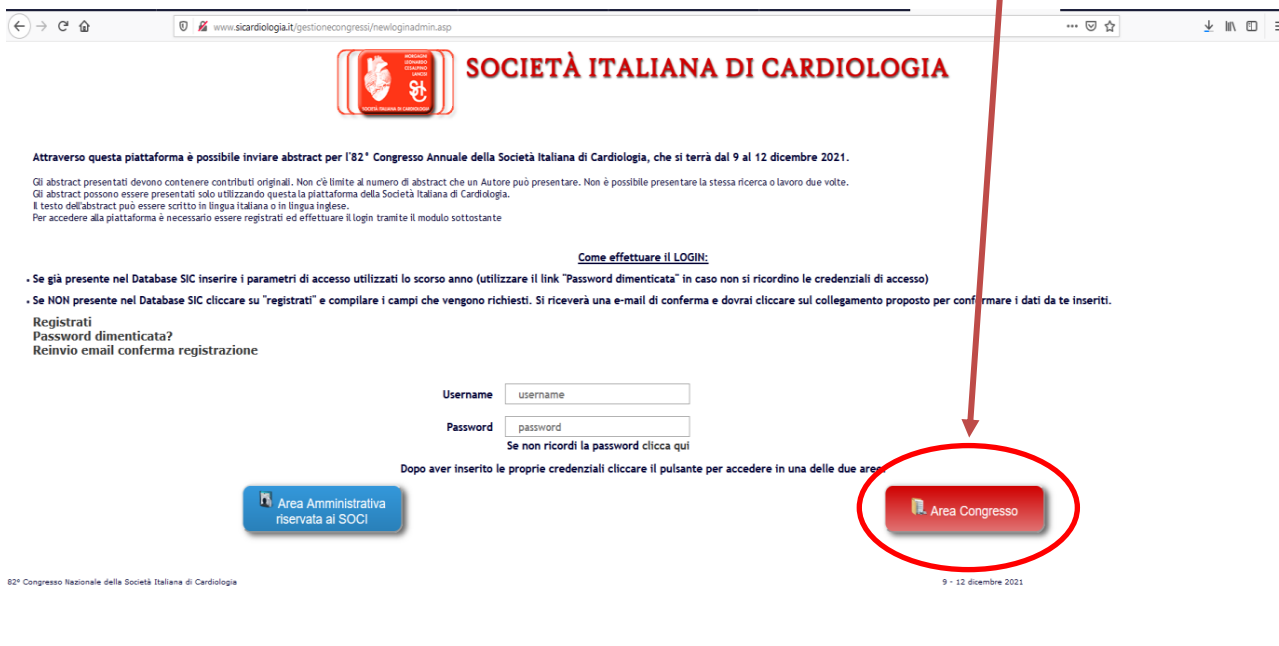 www.sicardiologia.it/gestionecongressi/newloginadmin.asp
MORGAGNI
LEONARDO
CESALPINO
LANCISI
SIC
SOCIETÀ ITALIANA DI CARDIOLOGIA
SOCIETÀ ITALIANA DI CARDIOLOGIA
Attraverso questa piattaforma è possibile inviare abstract per l'82° Congresso Annuale della Società Italiana di Cardiologia, che si terrà dal 9 al 12 dicembre 2021.
Gli abstract presentati devono contenere contributi originali. Non c'è limite al numero di abstract che un Autore può presentare. Non è possibile presentare la stessa ricerca o lavoro due volte.
Gli abstract possono essere presentati solo utilizzando questa la piattaforma della Società Italiana di Cardiologia.
Il testo dell'abstract può essere scritto in lingua italiana o in lingua inglese.
Per accedere alla piattaforma è necessario essere registrati ed effettuare il login tramite il modulo sottostante
Come effettuare il LOGIN:
• Se già presente nel Database SIC inserire i parametri di accesso utilizzati lo scorso anno (utilizzare il link "Password dimenticata" in caso non si ricordino le credenziali di accesso)
• Se NON presente nel Database SIC cliccare su "registrati" e compilare i campi che vengono richiesti. Si riceverà una e-mail di conferma e dovrai cliccare sul collegamento proposto per confermare i dati da te inseriti.
Registrati
Password dimenticata?
Reinvio email conferma registrazione
Username username
Password password
Se non ricordi la password clicca qui
Dopo aver inserito le proprie credenziali cliccare il pulsante per accedere in una delle due aree.
Area Amministrativa
riservata ai SOCI
Area Congresso
82° Congresso Nazionale della Società Italiana di Cardiologia 9 - 12 dicembre 2021